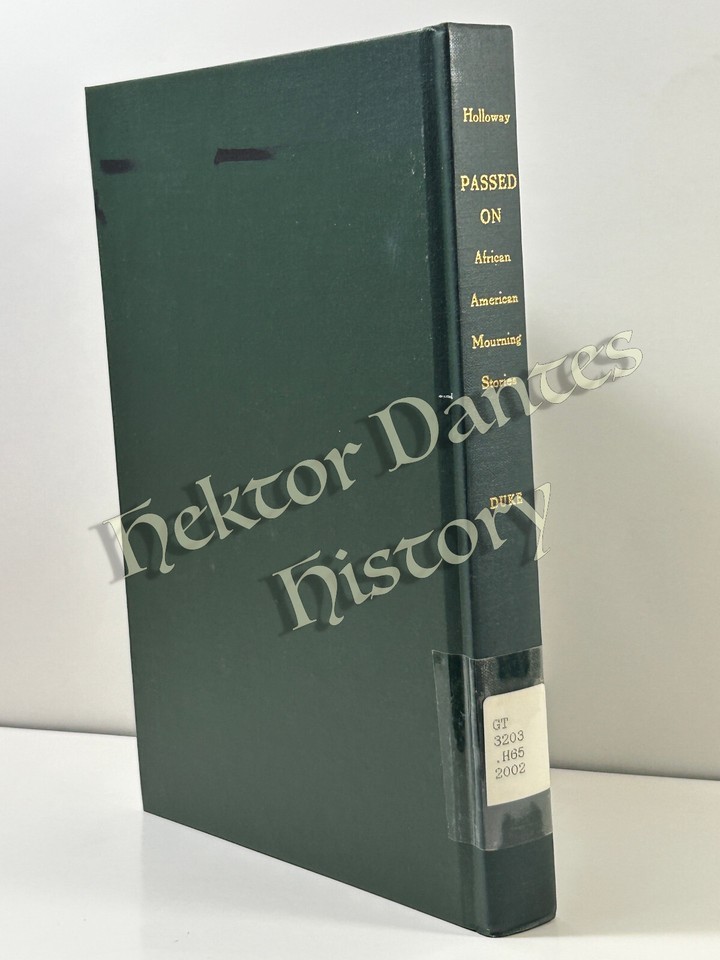 Holloway
PASSED
ON
African
American
Mourning
Stories
DUKE
GT
3203
.H65
2002
Hektor Dantes
History